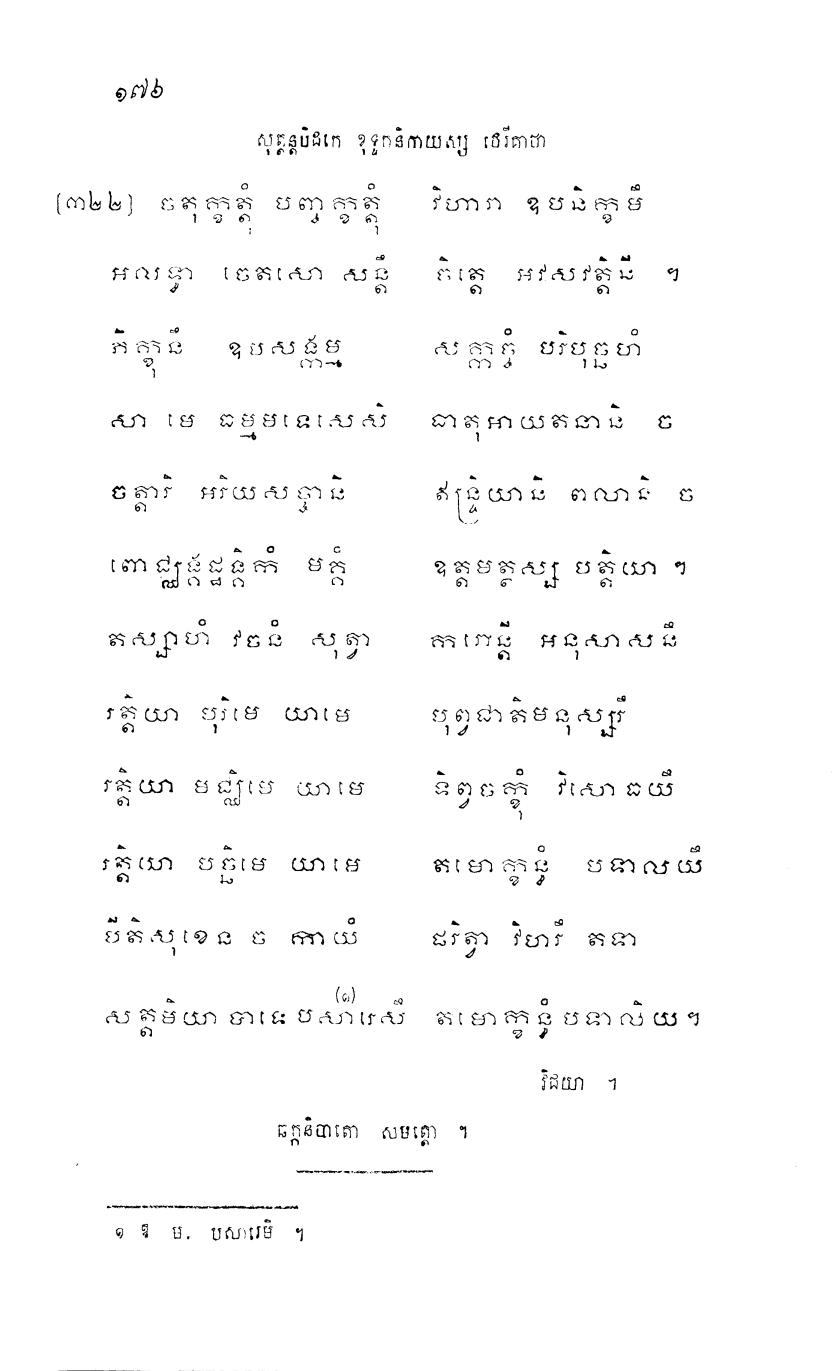 ១៧៦
សុត្តន្តបិដកេ ខុទ្ទកនិកាយស្ស ថេរីគាថា
[៣២២] ចតុក្ខត្តុំ បញ្ចក្ខត្តុំ វិហារា ឧបនិក្ខមឹ
អលទ្ធា ចេតសោ សន្តឹ ចិត្តេ អវសវត្តិនី ។
ភិក្ខុនឹ ឧបសង្កម្ម សក្កច្ចំ បរិបុច្ឆហំ
សា មេ ធម្មមទេសេសិ ធាតុអាយតនានិ ច
ចត្តារិ អរិយសច្ចានិ ឥន្ទ្រិយានិ ពលានិ ច
ពោជ្ឈង្គដ្ឋង្គិកំ មគ្គំ ឧត្តមត្ថស្ស បត្តិយា ។
តស្សាហំ វចនំ សុត្វា ករោន្តី អនុសាសនឹ
រត្តិយា បុរិមេ យាមេ បុព្វជាតិមនុស្សរឹ
រត្តិយា មជ្ឈិមេ យាមេ ទិព្វចក្ខុំ វិសោធយឹ
រត្តិយា បច្ឆិមេ យាមេ តមោក្ខន្ធំ បទាលយឹ
បីតិសុខេន ច កាយំ ផរិត្វា វិហរឹ តទា
សត្តមិយា បាទេ បសារេសឹ (១) តមោក្ខន្ធំ បទាលិយ ។
វិជយា ។
ឆក្កនិបាតោ សមត្តោ ។
១ ឱ ម. បសារេមិ ។